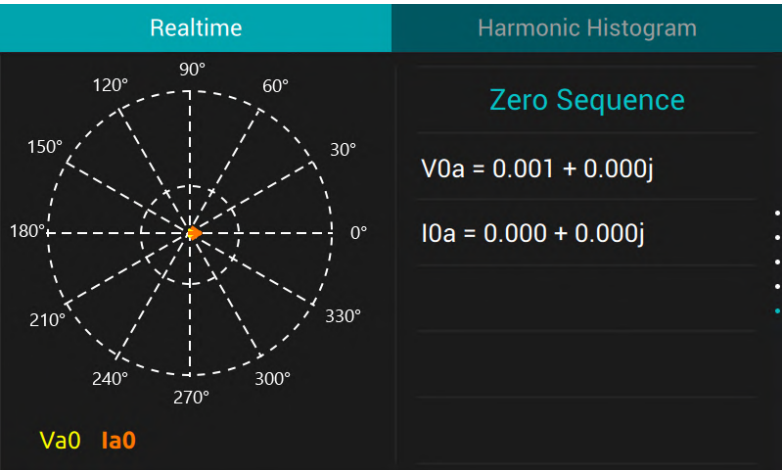 Realtime
Harmonic Histogram
90°
120°
60°
150°
30°
180°
0°
210°
330°
240°
300°
270°
Va0 Ia0
Zero Sequence
V0a = 0.001 + 0.000j
I0a = 0.000 + 0.000j